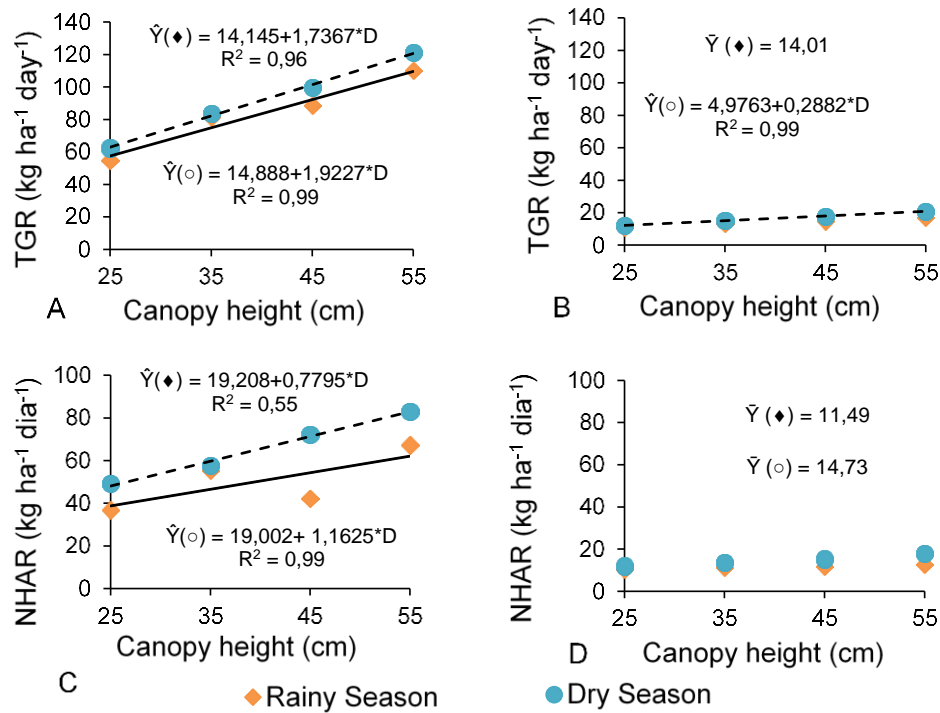 140
120
100
80
60
40
20
0
TGR (kg ha⁻¹ day⁻¹)
Ŷ(♦) = 14,145+1,7367*D
R² = 0,96
Ŷ(○) = 14,888+1,9227*D
R² = 0,99
25 35 45 55
Canopy height (cm)
A
140
120
100
80
60
40
20
0
TGR (kg ha⁻¹ day⁻¹)
Ȳ (♦) = 14,01
Ŷ(○) = 4,9763+0,2882*D
R² = 0,99
25 35 45 55
Canopy height (cm)
B
100
80
60
40
20
0
NHAR (kg ha⁻¹ dia⁻¹)
Ŷ(♦) = 19,208+0,7795*D
R² = 0,55
Ŷ(○) = 19,002+ 1,1625*D
R² = 0,99
25 35 45 55
Canopy height (cm)
C
100
80
60
40
20
0
NHAR (kg ha⁻¹ dia⁻¹)
Ȳ (♦) = 11,49
Ȳ (○) = 14,73
25 35 45 55
Canopy height (cm)
D
Rainy Season
Dry Season